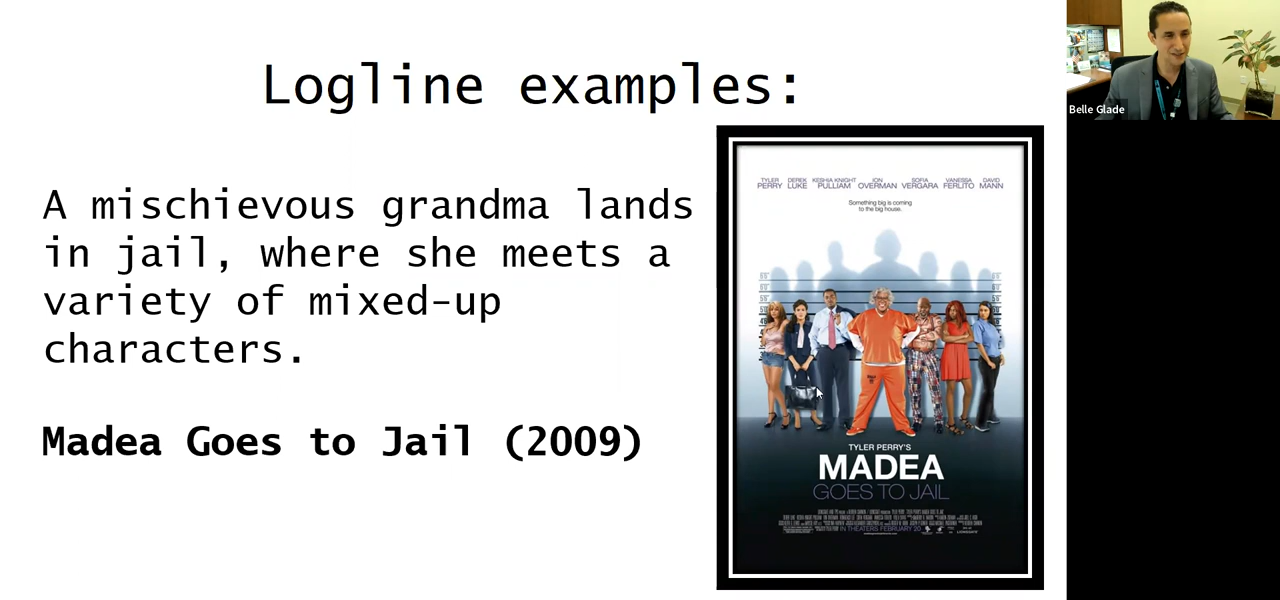 Logline examples:
A mischievous grandma lands
in jail, where she meets a
variety of mixed-up
characters.
Madea Goes to Jail (2009)
TYLER PERRY DEREK LUKE KESHIA KNIGHT PULLIAM ION OVERMAN SOFIA VERGARA VANESSA FERLITO DAVID MANN
Something big is coming
to the big house.
TYLER PERRY'S
MADEA
GOES TO JAIL
IN THEATERS FEBRUARY 20
LIONSGATE
Belle Glade